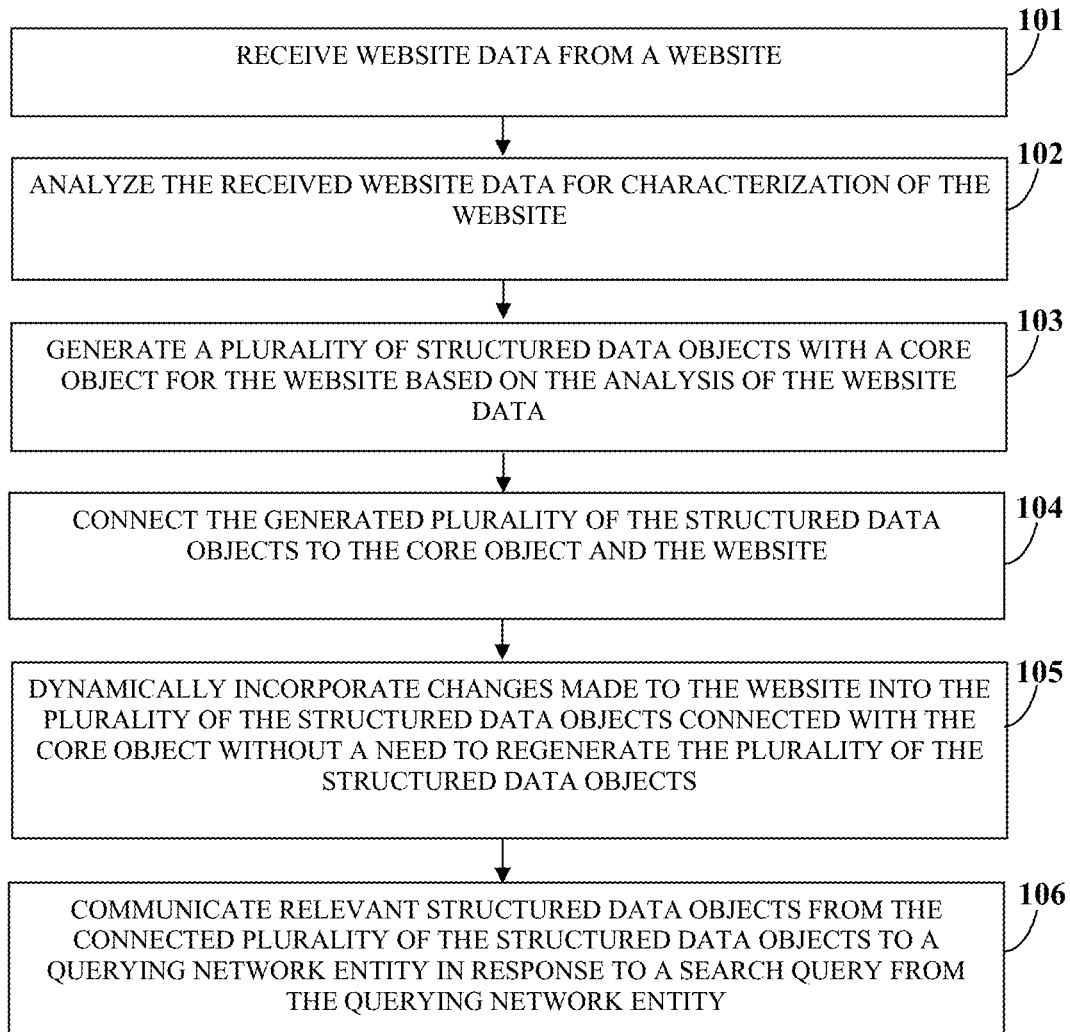 101
RECEIVE WEBSITE DATA FROM A WEBSITE
102
ANALYZE THE RECEIVED WEBSITE DATA FOR CHARACTERIZATION OF THE
WEBSITE
103
GENERATE A PLURALITY OF STRUCTURED DATA OBJECTS WITH A CORE
OBJECT FOR THE WEBSITE BASED ON THE ANALYSIS OF THE WEBSITE
DATA
104
CONNECT THE GENERATED PLURALITY OF THE STRUCTURED DATA
OBJECTS TO THE CORE OBJECT AND THE WEBSITE
105
DYNAMICALLY INCORPORATE CHANGES MADE TO THE WEBSITE INTO THE
PLURALITY OF THE STRUCTURED DATA OBJECTS CONNECTED WITH THE
CORE OBJECT WITHOUT A NEED TO REGENERATE THE PLURALITY OF THE
STRUCTURED DATA OBJECTS
106
COMMUNICATE RELEVANT STRUCTURED DATA OBJECTS FROM THE
CONNECTED PLURALITY OF THE STRUCTURED DATA OBJECTS TO A
QUERYING NETWORK ENTITY IN RESPONSE TO A SEARCH QUERY FROM
THE QUERYING NETWORK ENTITY